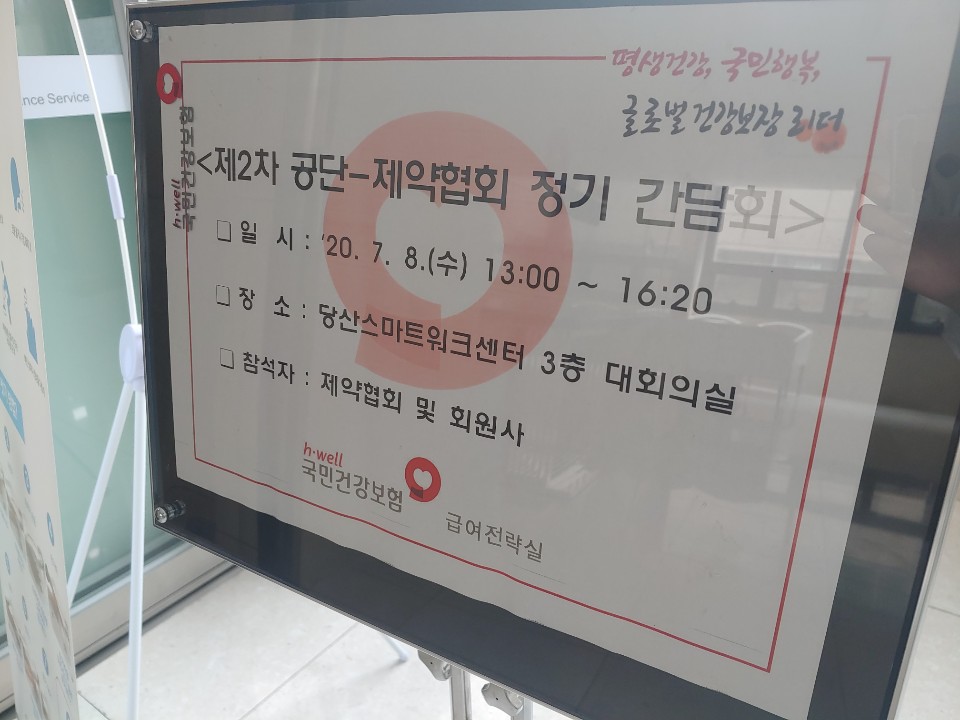 nce Service
h·well
국민건강보험
평생건강, 국민행복,
글로벌 건강보장 리더
<제2차 공단-제약협회 정기 간담회>
❏ 일 시 : '20. 7. 8.(수) 13:00 ~ 16:20
❏ 장 소 : 당산스마트워크센터 3층 대회의실
❏ 참석자 : 제약협회 및 회원사
h·well
국민건강보험
급여전략실